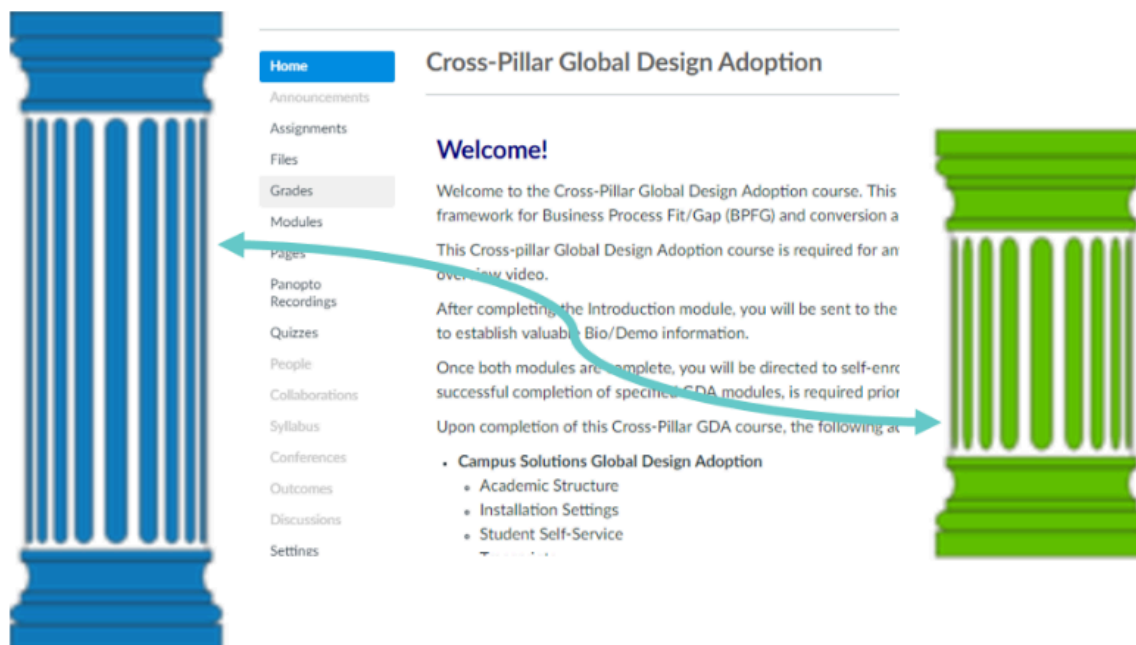 Home
Announcements
Assignments
Files
Grades
Modules
Pages
Panopto
Recordings
Quizzes
People
Collaborations
Syllabus
Conferences
Outcomes
Discussions
Settings
Cross-Pillar Global Design Adoption
Welcome!
Welcome to the Cross-Pillar Global Design Adoption course. This
framework for Business Process Fit/Gap (BPFG) and conversion a
This Cross-pillar Global Design Adoption course is required for an
overview video.
After completing the Introduction module, you will be sent to the
to establish valuable Bio/Demo information.
Once both modules are complete, you will be directed to self-enro
successful completion of specified GDA modules, is required prior
Upon completion of this Cross-Pillar GDA course, the following ac
• Campus Solutions Global Design Adoption
Academic Structure
Installation Settings
Student Self-Service